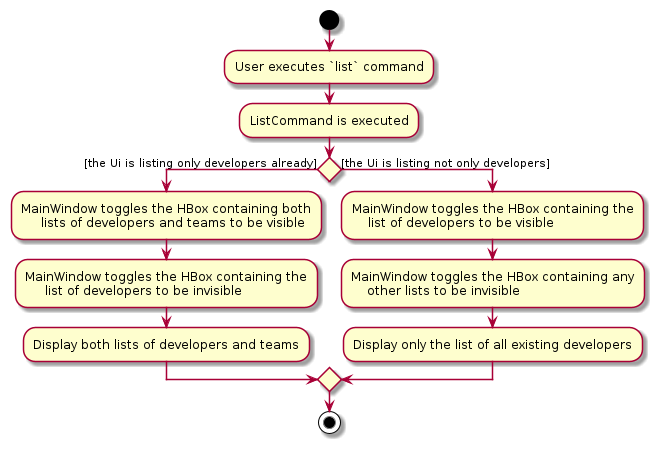 User executes `list` command
ListCommand is executed
[the Ui is listing only developers already]
[the Ui is listing not only developers]
MainWindow toggles the HBox containing both
lists of developers and teams to be visible
MainWindow toggles the HBox containing the
list of developers to be invisible
Display both lists of developers and teams
MainWindow toggles the HBox containing the
list of developers to be visible
MainWindow toggles the HBox containing any
other lists to be invisible
Display only the list of all existing developers